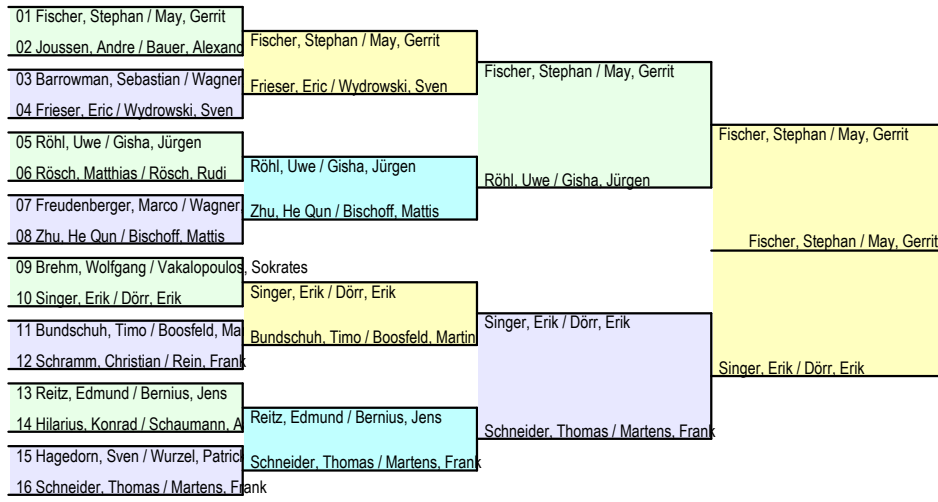 01 Fischer, Stephan / May, Gerrit
02 Joussen, Andre / Bauer, Alexand
03 Barrowman, Sebastian / Wagner
04 Frieser, Eric / Wydrowski, Sven
05 Röhl, Uwe / Gisha, Jürgen
06 Rösch, Matthias / Rösch, Rudi
07 Freudenberger, Marco / Wagner,
08 Zhu, He Qun / Bischoff, Mattis
09 Brehm, Wolfgang / Vakalopoulos, Sokrates
10 Singer, Erik / Dörr, Erik
11 Bundschuh, Timo / Boosfeld, Ma
12 Schramm, Christian / Rein, Frank
13 Reitz, Edmund / Bernius, Jens
14 Hilarius, Konrad / Schaumann, A
15 Hagedorn, Sven / Wurzel, Patrick
16 Schneider, Thomas / Martens, Frank
Fischer, Stephan / May, Gerrit
Frieser, Eric / Wydrowski, Sven
Röhl, Uwe / Gisha, Jürgen
Zhu, He Qun / Bischoff, Mattis
Singer, Erik / Dörr, Erik
Bundschuh, Timo / Boosfeld, Martin
Reitz, Edmund / Bernius, Jens
Schneider, Thomas / Martens, Frank
Fischer, Stephan / May, Gerrit
Röhl, Uwe / Gisha, Jürgen
Singer, Erik / Dörr, Erik
Schneider, Thomas / Martens, Frank
Fischer, Stephan / May, Gerrit
Singer, Erik / Dörr, Erik
Fischer, Stephan / May, Gerrit